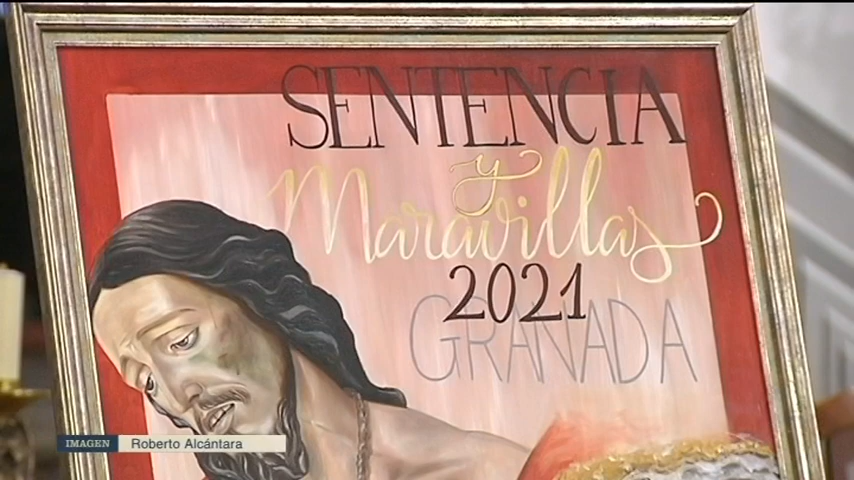 SENTENCIA
y
Maravillas
2021
GRANADA
IMAGEN Roberto Alcántara